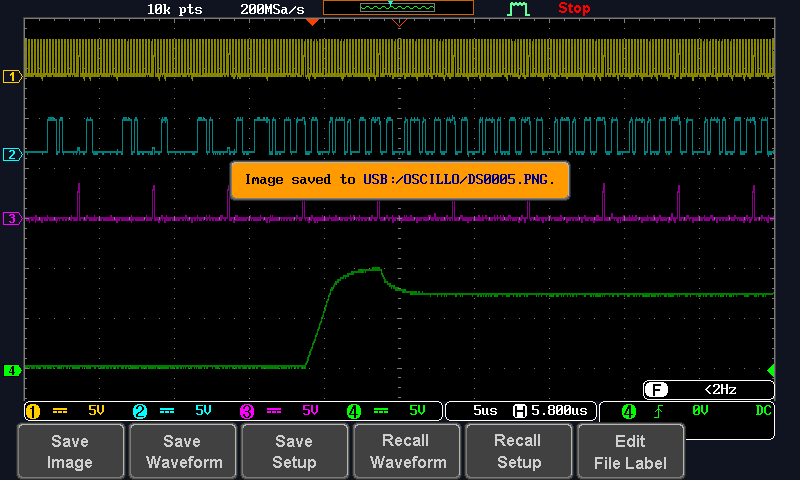 10k pts 200MSa/s Stop
1
2
Image saved to USB:/OSCILLO/DS0005.PNG.
3
4
F <2Hz
1 5V 2 5V 3 5V 4 5V 5us H 5.800us 4 0V DC
Save Image
Save Waveform
Save Setup
Recall Waveform
Recall Setup
Edit File Label